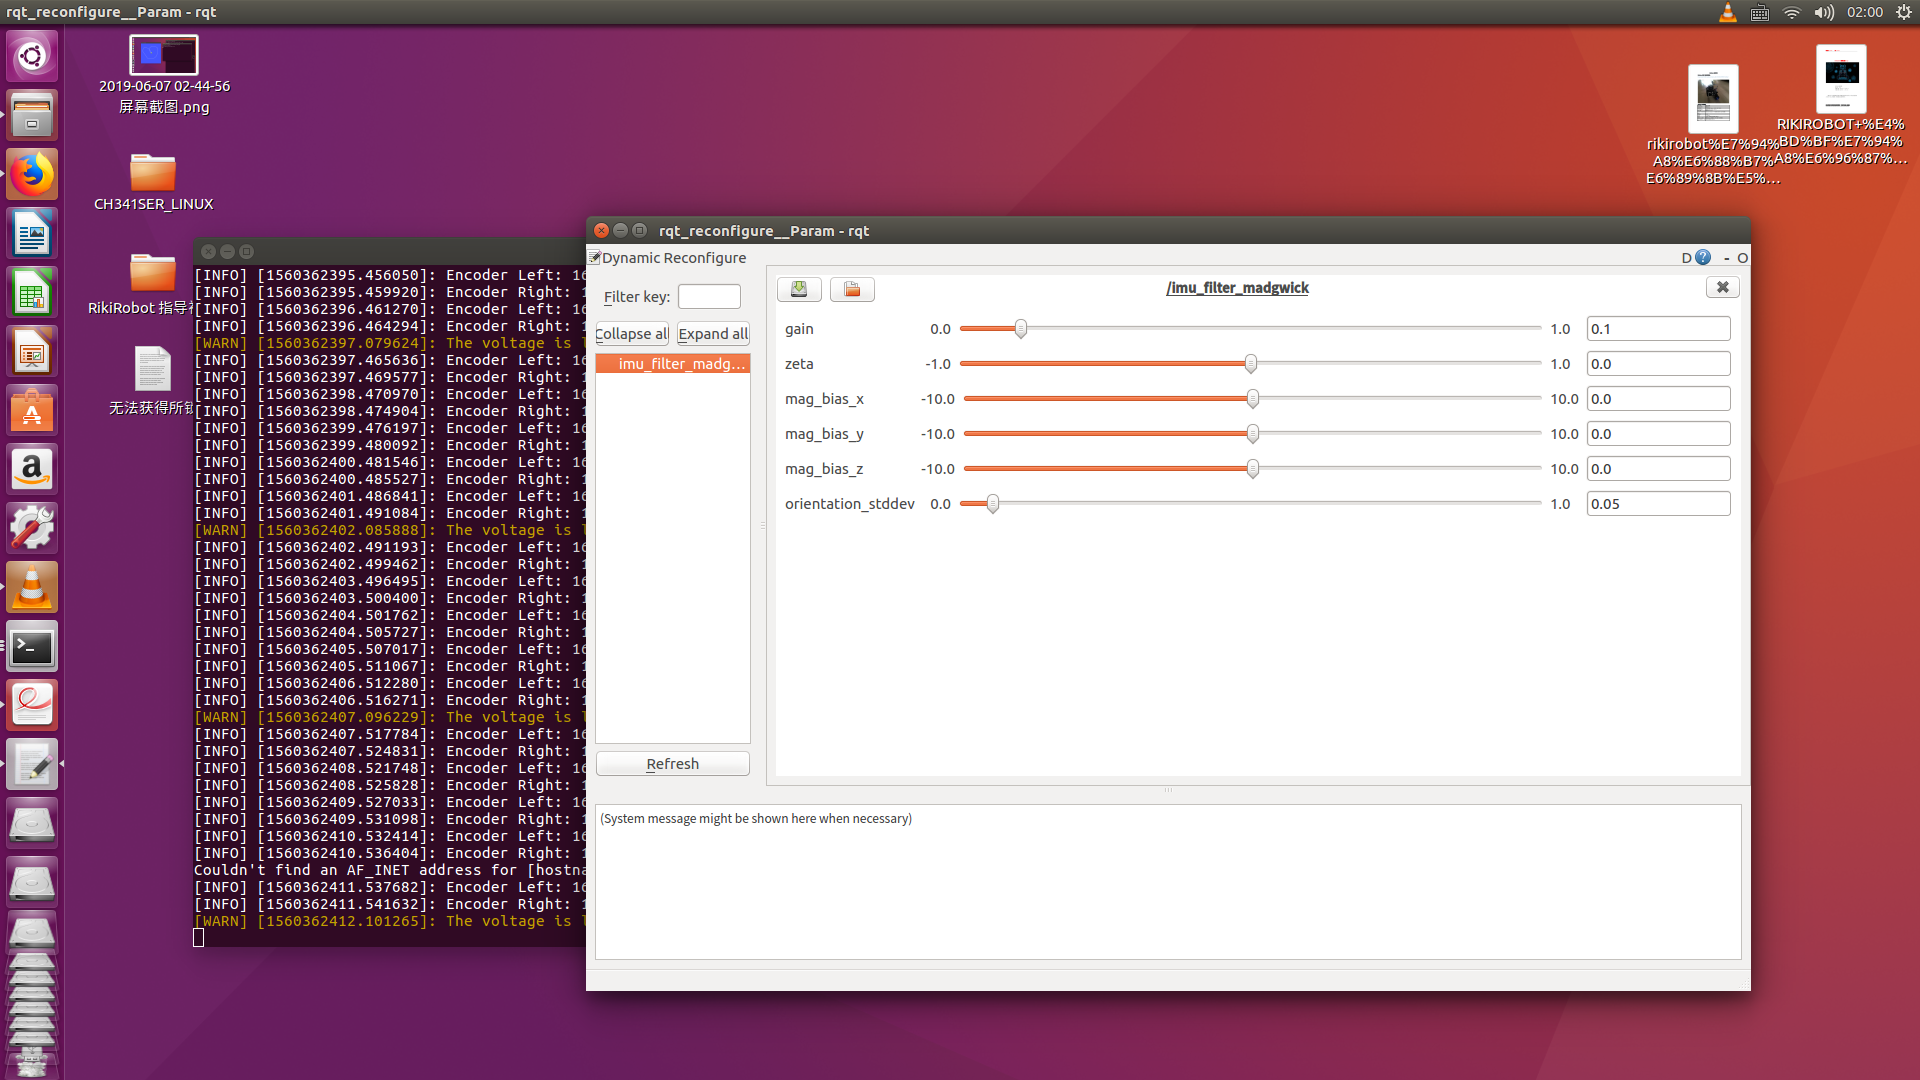 rqt_reconfigure__Param - rqt
02:00
2019-06-07 02-44-56
屏幕截图.png
CH341SER_LINUX
RikiRobot 指导
无法获得所
rikirobot%E7%94%
A8%E6%88%B7%
E6%89%8B%E5%...
RIKIROBOT+%E4%
BD%BF%E7%94%
A8%E6%96%87%...
[INFO] [1560362395.456050]: Encoder Left: 16
[INFO] [1560362395.459920]: Encoder Right: 1
[INFO] [1560362396.461270]: Encoder Left: 16
[INFO] [1560362396.464294]: Encoder Right: 1
[WARN] [1560362397.079624]: The voltage is l
[INFO] [1560362397.465636]: Encoder Left: 16
[INFO] [1560362397.469577]: Encoder Right: 1
[INFO] [1560362398.470970]: Encoder Left: 16
[INFO] [1560362398.474904]: Encoder Right: 1
[INFO] [1560362399.476197]: Encoder Left: 16
[INFO] [1560362399.480092]: Encoder Right: 1
[INFO] [1560362400.481546]: Encoder Left: 16
[INFO] [1560362400.485527]: Encoder Right: 1
[INFO] [1560362401.486841]: Encoder Left: 16
[INFO] [1560362401.491084]: Encoder Right: 1
[WARN] [1560362402.085888]: The voltage is l
[INFO] [1560362402.491193]: Encoder Left: 16
[INFO] [1560362402.499462]: Encoder Right: 1
[INFO] [1560362403.496495]: Encoder Left: 16
[INFO] [1560362403.500400]: Encoder Right: 1
[INFO] [1560362404.501762]: Encoder Left: 16
[INFO] [1560362404.505727]: Encoder Right: 1
[INFO] [1560362405.507017]: Encoder Left: 16
[INFO] [1560362405.511067]: Encoder Right: 1
[INFO] [1560362406.512280]: Encoder Left: 16
[INFO] [1560362406.516271]: Encoder Right: 1
[WARN] [1560362407.096229]: The voltage is l
[INFO] [1560362407.517784]: Encoder Left: 16
[INFO] [1560362407.524831]: Encoder Right: 1
[INFO] [1560362408.521748]: Encoder Left: 16
[INFO] [1560362408.525828]: Encoder Right: 1
[INFO] [1560362409.527033]: Encoder Left: 16
[INFO] [1560362409.531098]: Encoder Right: 1
[INFO] [1560362410.532414]: Encoder Left: 16
[INFO] [1560362410.536404]: Encoder Right: 1
Couldn't find an AF_INET address for [hostna
[INFO] [1560362411.537682]: Encoder Left: 16
[INFO] [1560362411.541632]: Encoder Right: 1
[WARN] [1560362412.101265]: The voltage is l
rqt_reconfigure__Param - rqt
Dynamic Reconfigure
D ? - O
Filter key:
Collapse all Expand all
imu_filter_madg...
Refresh
/imu_filter_madgwick
gain 0.0 1.0 0.1
zeta -1.0 1.0 0.0
mag_bias_x -10.0 10.0 0.0
mag_bias_y -10.0 10.0 0.0
mag_bias_z -10.0 10.0 0.0
orientation_stddev 0.0 1.0 0.05
(System message might be shown here when necessary)